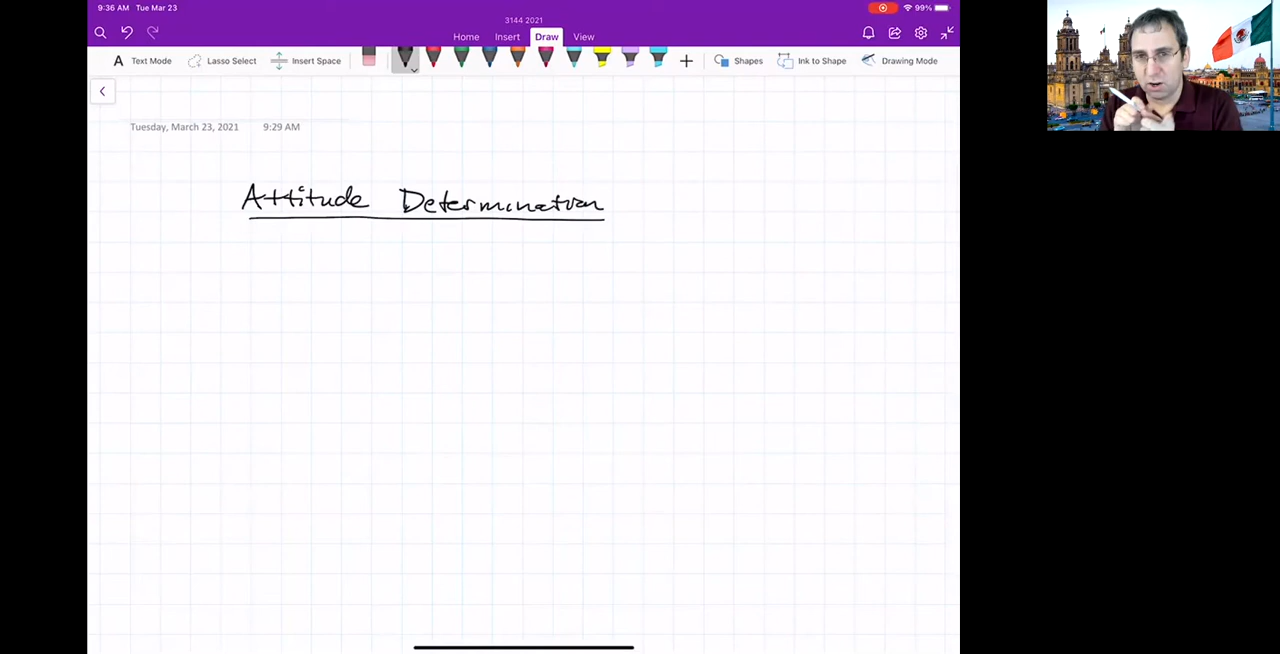 9:36 AM Tue Mar 23
99%
3144 2021
Home Insert Draw View
A Text Mode Lasso Select Insert Space Shapes Ink to Shape Drawing Mode
Tuesday, March 23, 2021 9:29 AM
Attitude Determination